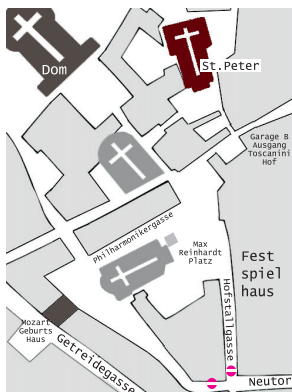 Dom
St.Peter
Garage B
Ausgang
Toscanini
Hof
Philharmonikergasse
Max
Reinhardt
Platz
Fest
spiel
haus
Hofstallgasse
Mozart
Geburts
Haus
Getreidegasse
Neutor